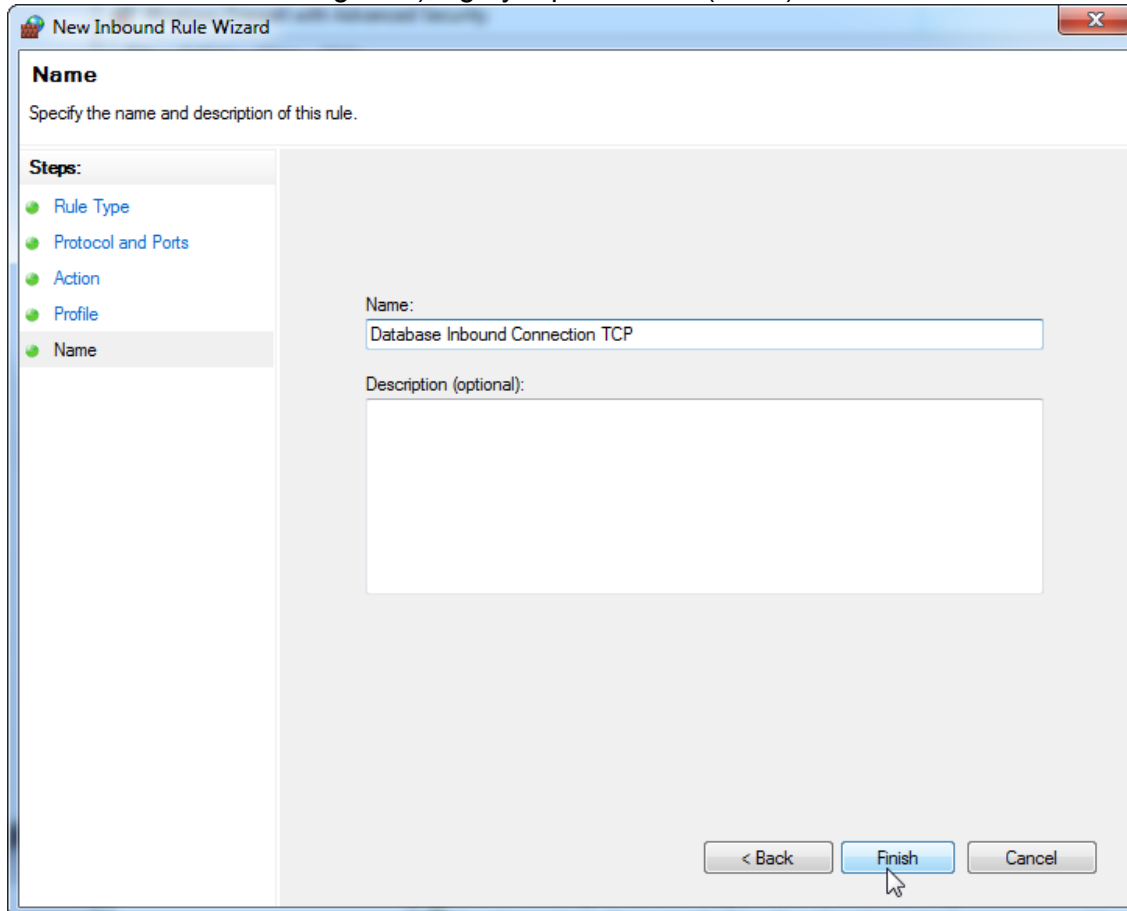 New Inbound Rule Wizard
Name
Specify the name and description of this rule.
Steps:
Rule Type
Protocol and Ports
Action
Profile
Name
Name:
Database Inbound Connection TCP
Description (optional):
< Back
Finish
Cancel